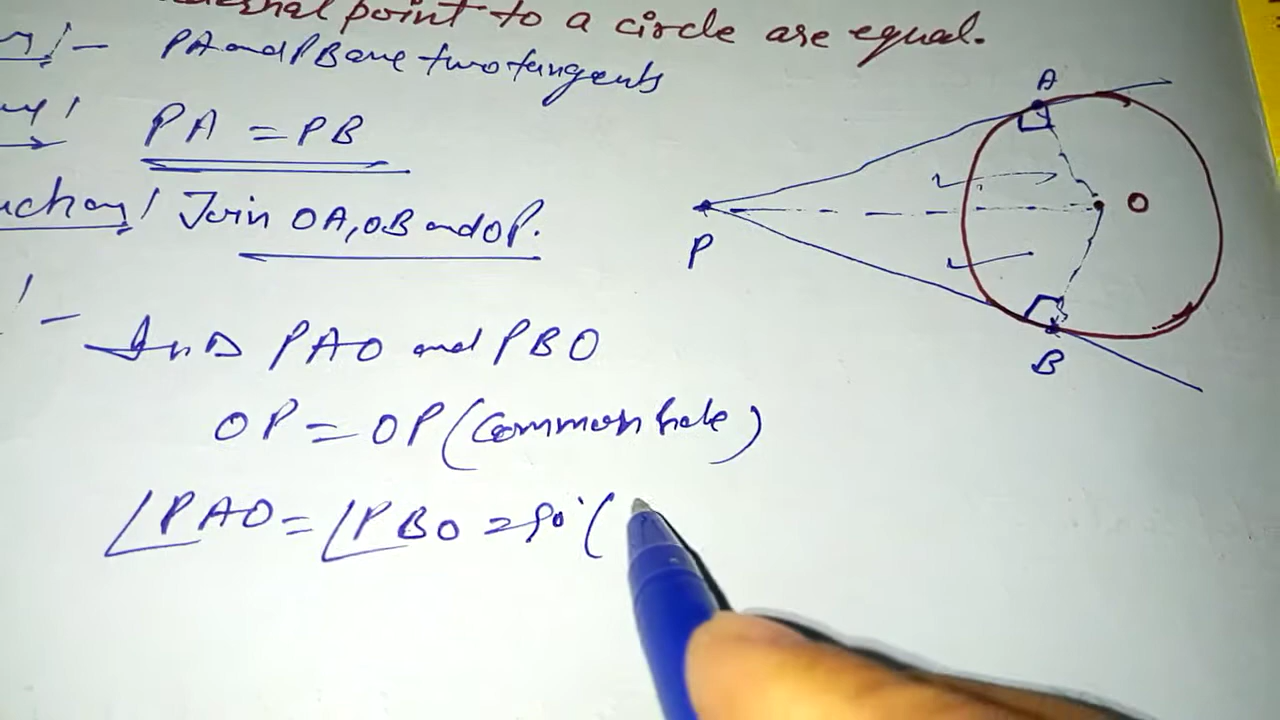 point to a circle are equal.
PA and PB are two tangents
PA = PB
Join OA, OB and OP.
In Δ PAO and PBO
OP = OP (Common side)
∠PAO = ∠PBO = 90° (
A
O
P
B